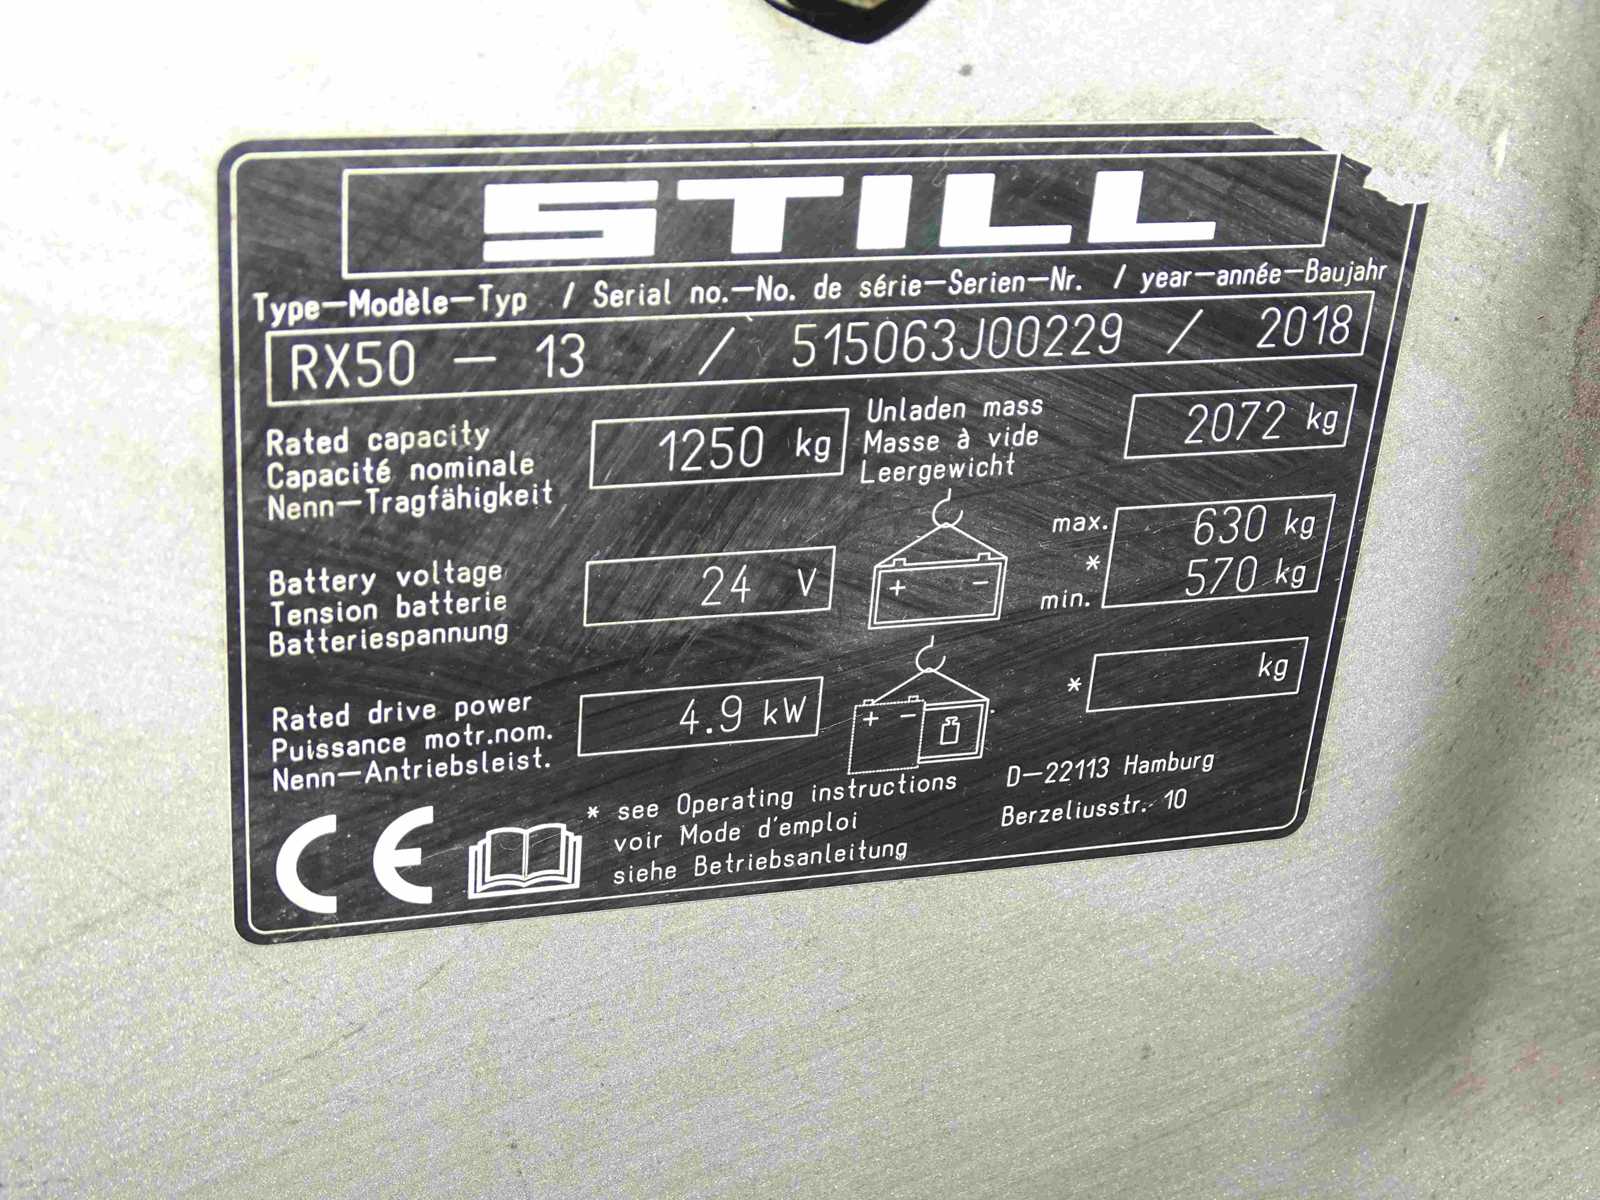 STILL
Type-Modèle-Typ / Serial no.-No. de série-Serien-Nr. / year-année-Baujahr
RX50 - 13 / 515063J00229 / 2018
Rated capacity
Capacité nominale
Nenn-Tragfähigkeit
1250 kg
Unladen mass
Masse à vide
Leergewicht
2072 kg
Battery voltage
Tension batterie
Batteriespannung
24 V
+ -
max. 630 kg
*
min. 570 kg
Rated drive power
Puissance motr.nom.
Nenn-Antriebsleist.
4.9 kW
+ -
* kg
CE
* see Operating instructions
voir Mode d'emploi
siehe Betriebsanleitung
D-22113 Hamburg
Berzeliusstr. 10